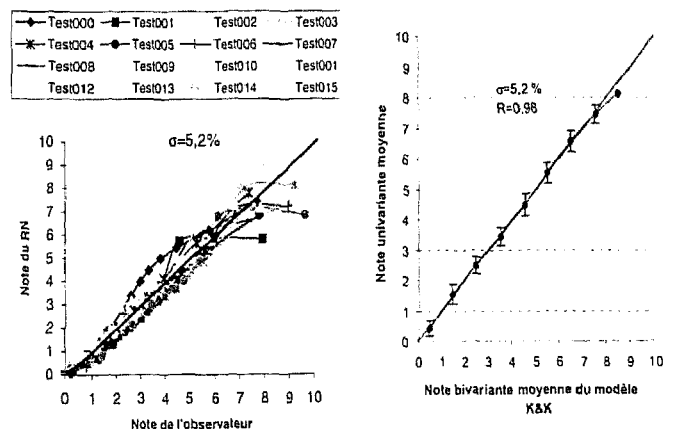 Test000 Test001 Test002 Test003
Test004 Test005 Test006 Test007
Test008 Test009 Test010 Test001
Test012 Test013 Test014 Test015
σ=5,2%
Note du RN
10
9
8
7
6
5
4
3
2
1
0
0 1 2 3 4 5 6 7 8 9 10
Note de l'observateur
σ=5,2%
R=0,98
Note univariante moyenne
10
9
8
7
6
5
4
3
2
1
0
0 1 2 3 4 5 6 7 8 9 10
Note bivariante moyenne du modèle
K&K